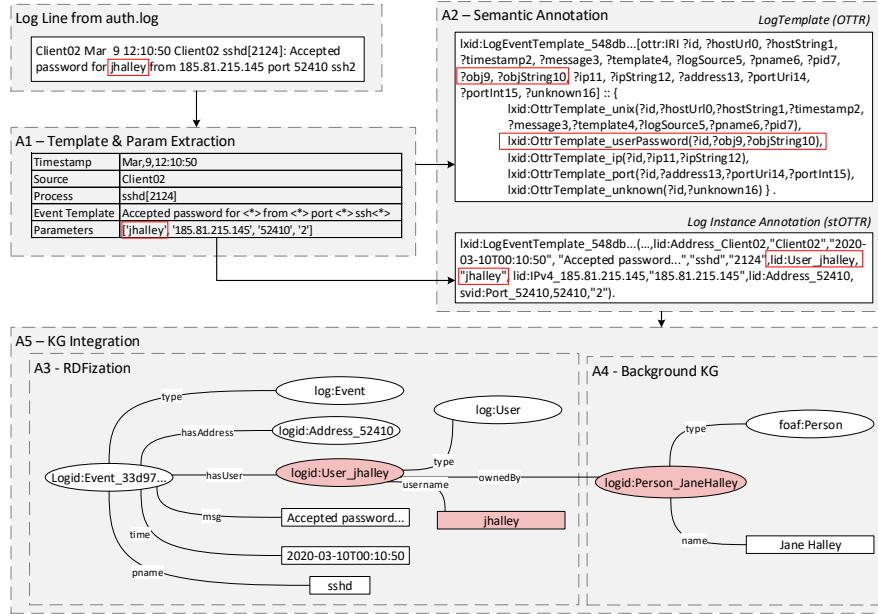 Log Line from auth.log
Client02 Mar  9 12:10:50 Client02 sshd[2124]: Accepted
password for jhalley from 185.81.215.145 port 52410 ssh2
A1 – Template & Param Extraction
Timestamp Mar,9,12:10:50
Source Client02
Process sshd[2124]
Event Template Accepted password for <*> from <*> port <*> ssh<*>
Parameters ['jhalley', '185.81.215.145', '52410', '2']
A2 – Semantic Annotation
LogTemplate (OTTR)
lxid:LogEventTemplate_548db...[ottr:IRI ?id, ?hostUrl0, ?hostString1,
?timestamp2, ?message3, ?template4, ?logSource5, ?pname6, ?pid7,
?obj9, ?objString10, ?ip11, ?ipString12, ?address13, ?portUri14,
?portInt15, ?unknown16] :: {
lxid:OttrTemplate_unix(?id,?hostUrl0,?hostString1,?timestamp2,
?message3,?template4,?logSource5,?pname6,?pid7),
lxid:OttrTemplate_userPassword(?id,?obj9,?objString10),
lxid:OttrTemplate_ip(?id,?ip11,?ipString12),
lxid:OttrTemplate_port(?id,?address13,?portUri14,?portInt15),
lxid:OttrTemplate_unknown(?id,?unknown16) } .
Log Instance Annotation (stOTTR)
lxid:LogEventTemplate_548db...(…,lid:Address_Client02,"Client02","2020-
03-10T00:10:50", "Accepted password...","sshd","2124",lid:User_jhalley,
"jhalley", lid:IPv4_185.81.215.145,"185.81.215.145",lid:Address_52410,
svid:Port_52410,52410,"2").
A5 – KG Integration
A3 - RDFization
type
log:Event
hasAddress
logid:Address_52410
log:User
type
Logid:Event_33d97...
hasUser
logid:User_jhalley
username
ownedBy
msg
Accepted password...
jhalley
time
2020-03-10T00:10:50
pname
sshd
A4 - Background KG
type
foaf:Person
logid:Person_JaneHalley
name
Jane Halley